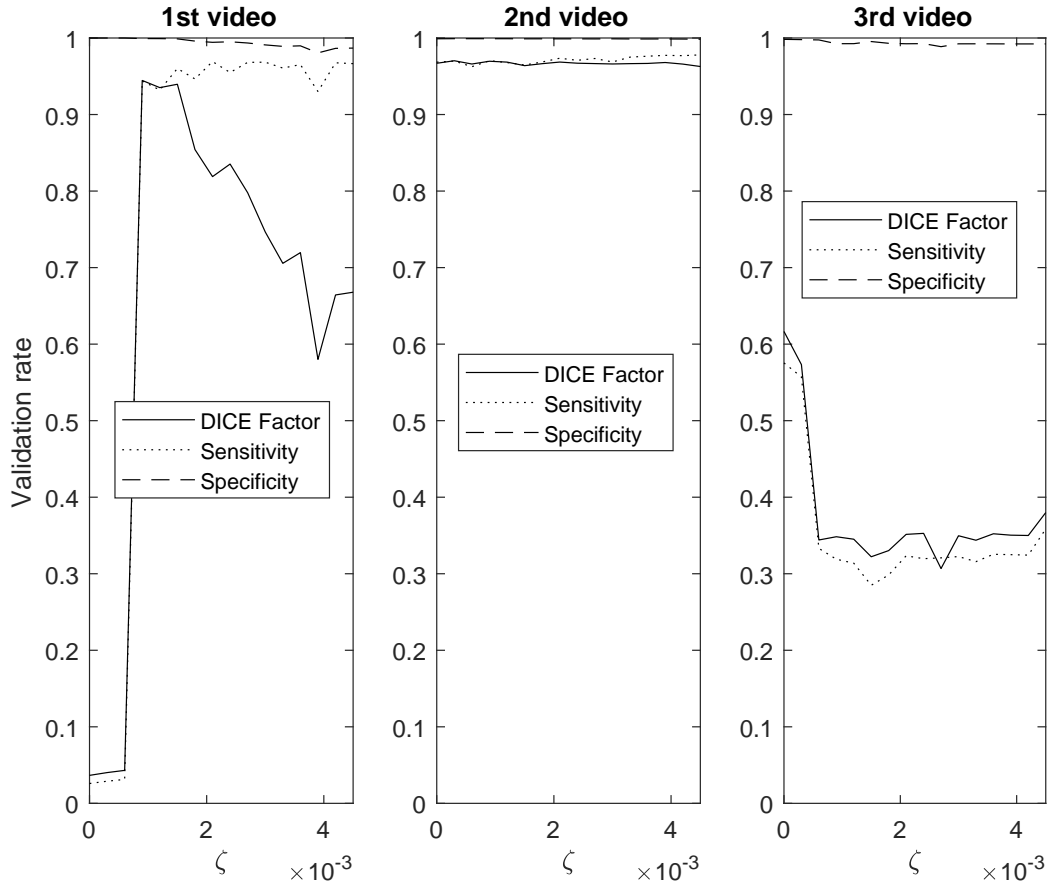 1st video
2nd video
3rd video
Validation rate
1
0.9
0.8
0.7
0.6
0.5
0.4
0.3
0.2
0.1
0
DICE Factor
Sensitivity
Specificity
0
2
4
ζ
×10⁻³
1
0.9
0.8
0.7
0.6
0.5
0.4
0.3
0.2
0.1
0
DICE Factor
Sensitivity
Specificity
0
2
4
ζ
×10⁻³
1
0.9
0.8
0.7
0.6
0.5
0.4
0.3
0.2
0.1
0
DICE Factor
Sensitivity
Specificity
0
2
4
ζ
×10⁻³